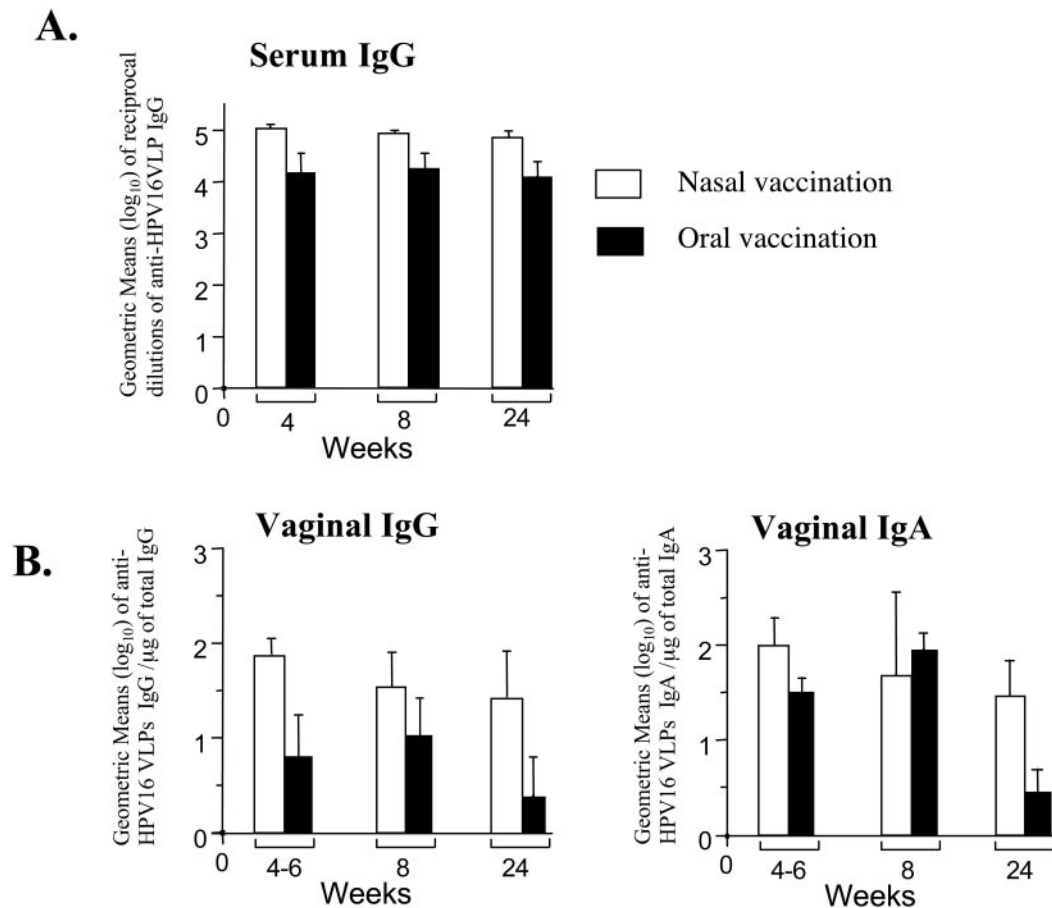 A.
Serum IgG
Geometric Means (log₁₀) of reciprocal
dilutions of anti-HPV16VLP IgG
5
4
3
2
1
0
0
4
8
24
Weeks
Nasal vaccination
Oral vaccination
B.
Vaginal IgG
Geometric Means (log₁₀) of anti-
HPV16 VLPs IgG /µg of total IgG
3
2
1
0
0
4-6
8
24
Weeks
Vaginal IgA
Geometric Means (log₁₀) of anti-
HPV16 VLPs IgA /µg of total IgA
3
2
1
0
0
4-6
8
24
Weeks